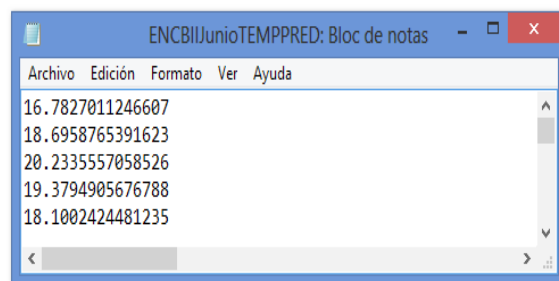 ENCBIIJunioTEMPPRED: Bloc de notas
Archivo Edición Formato Ver Ayuda
16.7827011246607
18.6958765391623
20.2335557058526
19.3794905676788
18.1002424481235